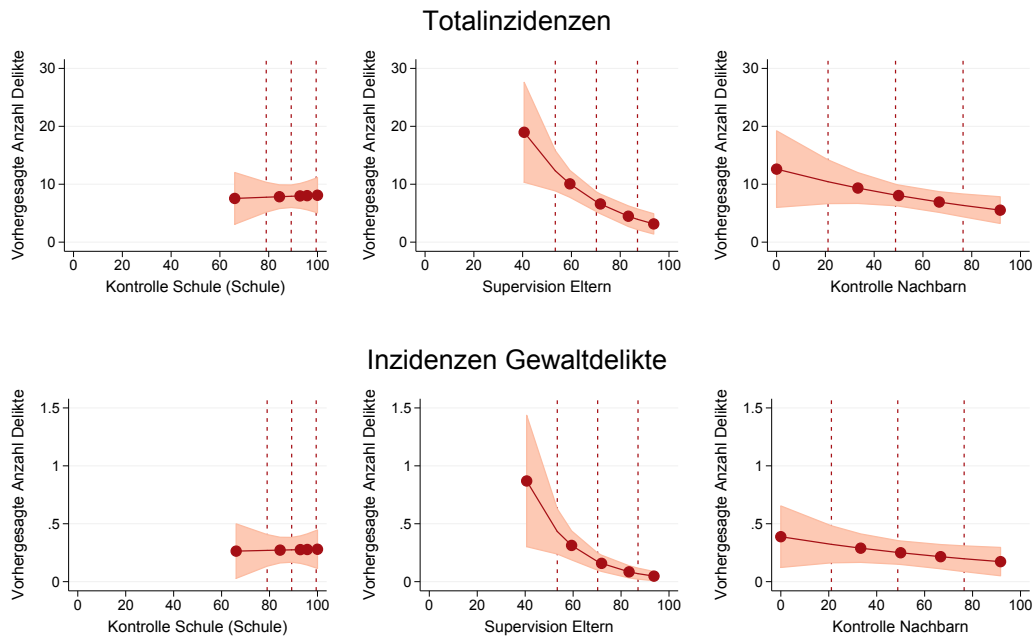 Totalinzidenzen
Vorhergesagte Anzahl Delikte
30
20
10
0
0 20 40 60 80 100
Kontrolle Schule (Schule)
Vorhergesagte Anzahl Delikte
30
20
10
0
0 20 40 60 80 100
Supervision Eltern
Vorhergesagte Anzahl Delikte
30
20
10
0
0 20 40 60 80 100
Kontrolle Nachbarn
Inzidenzen Gewaltdelikte
Vorhergesagte Anzahl Delikte
1.5
1
.5
0
0 20 40 60 80 100
Kontrolle Schule (Schule)
Vorhergesagte Anzahl Delikte
1.5
1
.5
0
0 20 40 60 80 100
Supervision Eltern
Vorhergesagte Anzahl Delikte
1.5
1
.5
0
0 20 40 60 80 100
Kontrolle Nachbarn